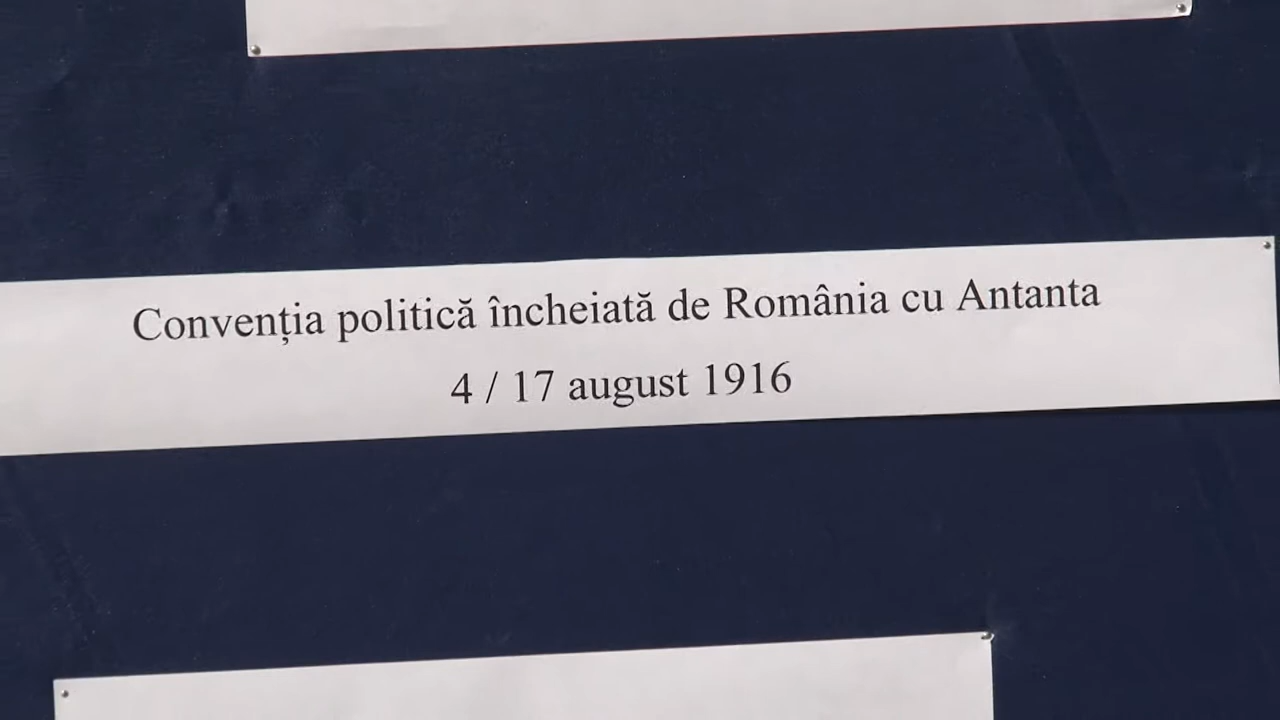 Convenția politică încheiată de România cu Antanta
4 / 17 august 1916